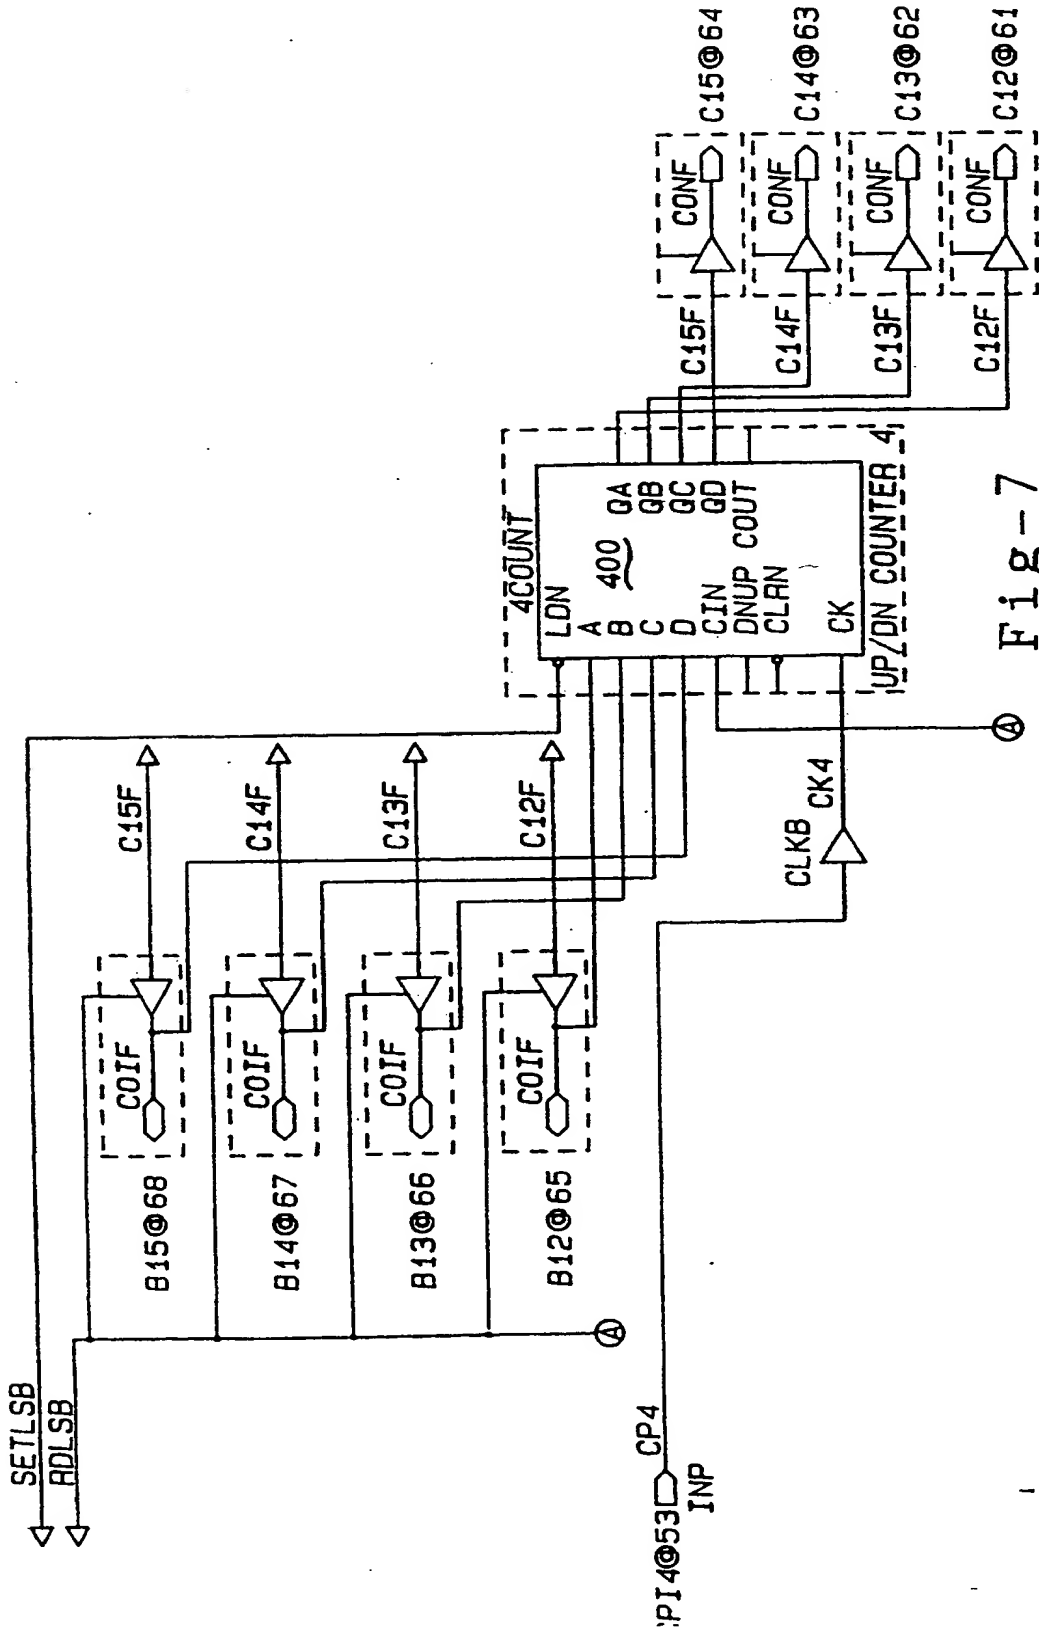 SETLSB
RDLSB
B15@68
COIF
C15F
B14@67
COIF
C14F
B13@66
COIF
C13F
B12@65
COIF
C12F
A
PI4@53
CP4
INP
CLKB
CK4
A
4COUNT
LDN
A
B
C
D
CIN
DNUP
CLRN
CK
400
QA
QB
QC
QD
COUT
UP/DN COUNTER 4
C15F
CONF
C15@64
C14F
CONF
C14@63
C13F
CONF
C13@62
C12F
CONF
C12@61
Fig-7